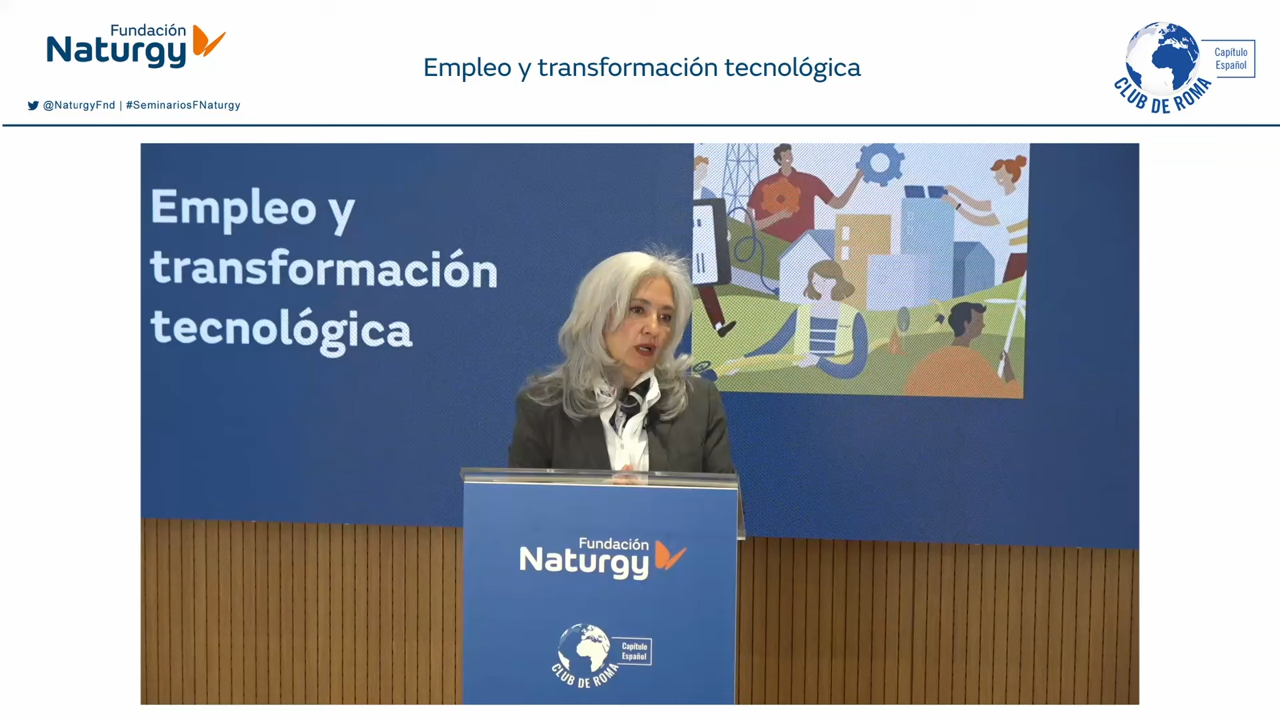 Fundación
Naturgy
@NaturgyFnd | #SeminariosFNaturgy
Empleo y transformación tecnológica
Capítulo
Español
CLUB DE ROMA
Empleo y
transformación
tecnológica
Fundación
Naturgy
Capítulo
Español
CLUB DE ROMA